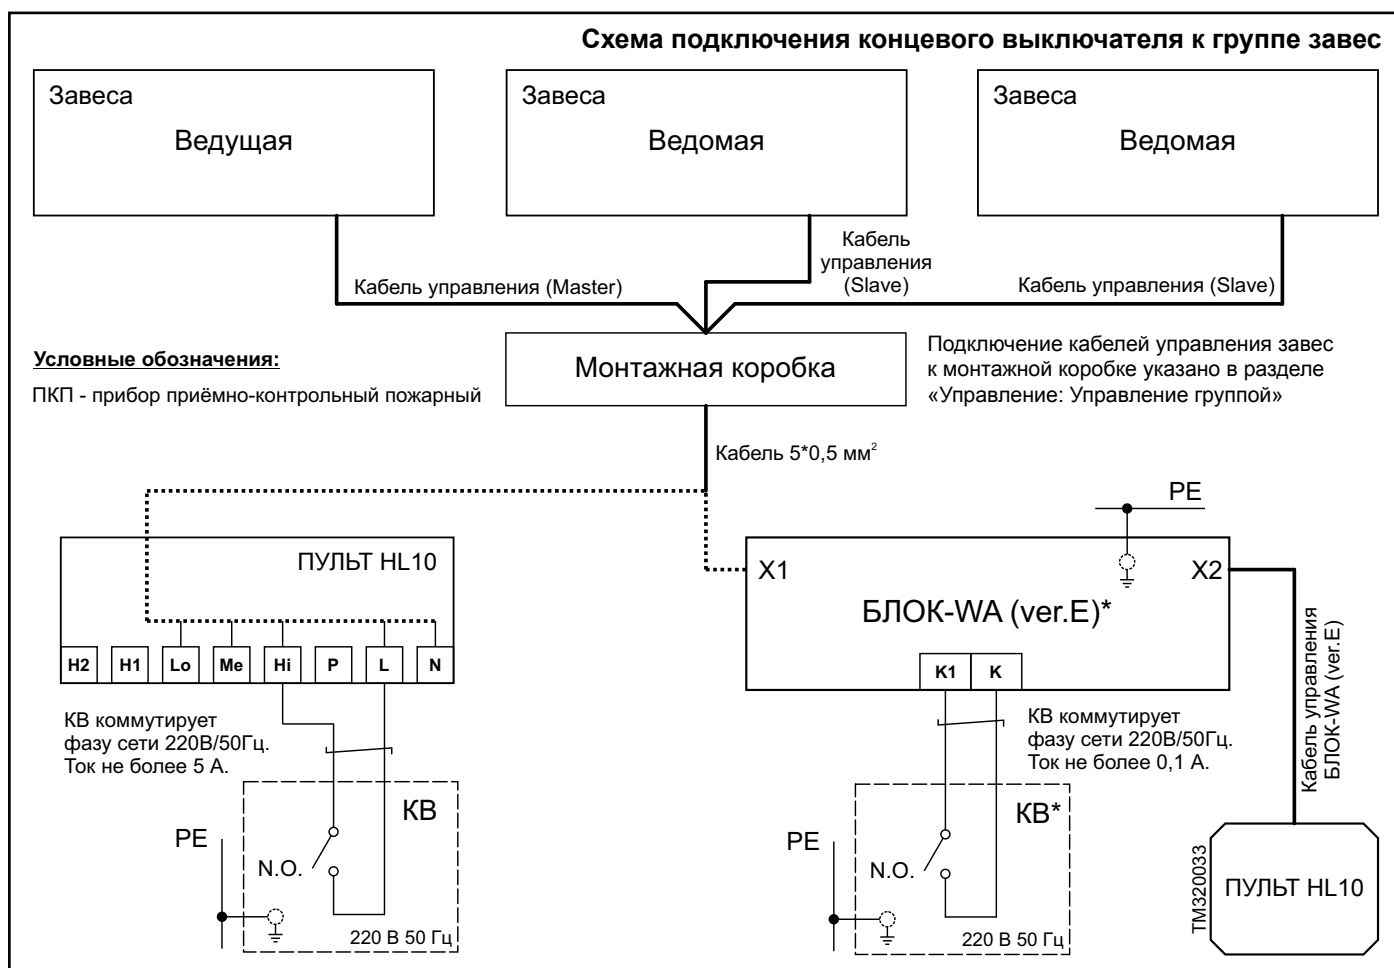 Схема подключения концевого выключателя к группе завес
Завеса
Ведущая
Завеса
Ведомая
Завеса
Ведомая
Кабель управления (Master)
Кабель
управления
(Slave)
Кабель управления (Slave)
Условные обозначения:
ПКП - прибор приёмно-контрольный пожарный
Монтажная коробка
Подключение кабелей управления завес
к монтажной коробке указано в разделе
«Управление: Управление группой»
Кабель 5*0,5 мм²
ПУЛЬТ HL10
H2 H1 Lo Me Hi P L N
КВ коммутирует
фазу сети 220В/50Гц.
Ток не более 5 А.
КВ
PE
N.O.
220 В 50 Гц
PE
X1
X2
БЛОК-WA (ver.E)*
K1 K
КВ коммутирует
фазу сети 220В/50Гц.
Ток не более 0,1 А.
КВ*
PE
N.O.
220 В 50 Гц
Кабель управления
БЛОК-WA (ver.E)
TM320033
ПУЛЬТ HL10